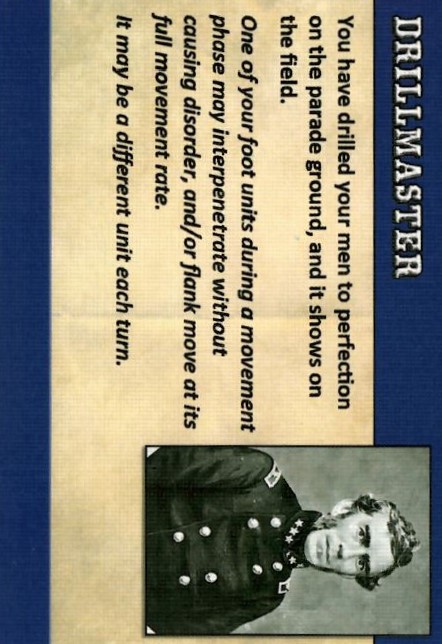 DRILLMASTER
You have drilled your men to perfection
on the parade ground, and it shows on
the field.
One of your foot units during a movement
phase may interpenetrate without
causing disorder, and/or flank move at its
full movement rate.
It may be a different unit each turn.